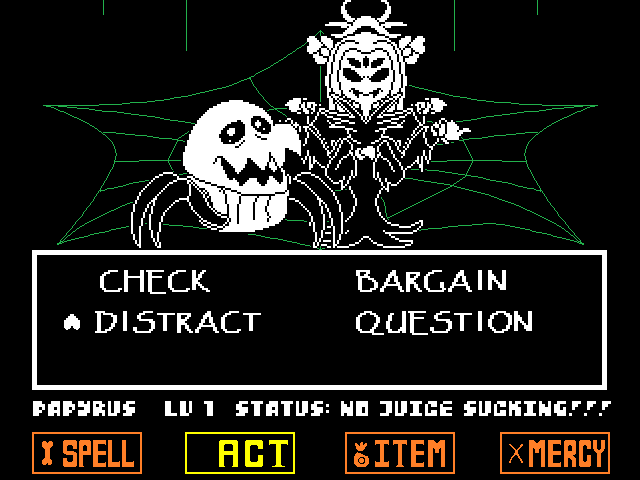 CHECK BARGAIN
DISTRACT QUESTION
PAPYRUS LV 1 STATUS: NO JUICE SUCKING!!!
SPELL ACT ITEM MERCY